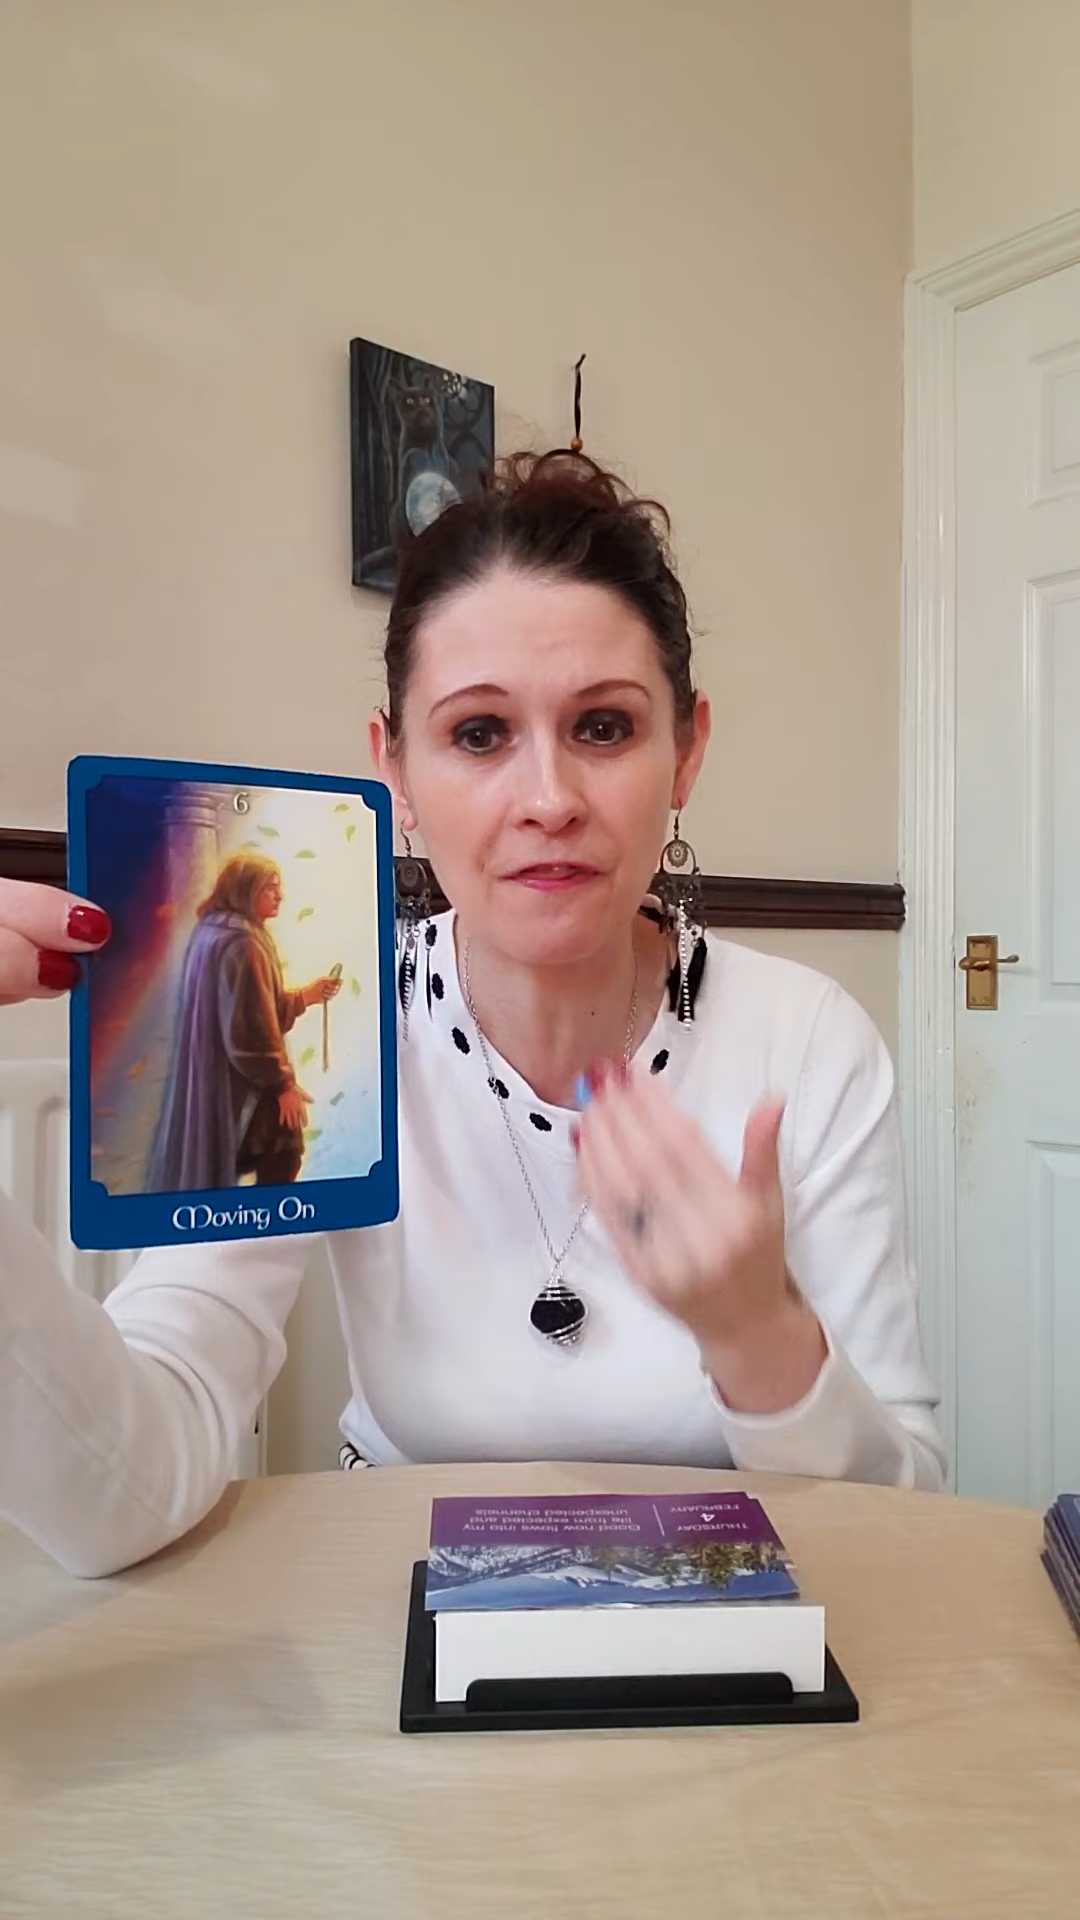 6
Moving On
THURSDAY
4
FEBRUARY
Good now flows into my
life from expected and
unexpected channels